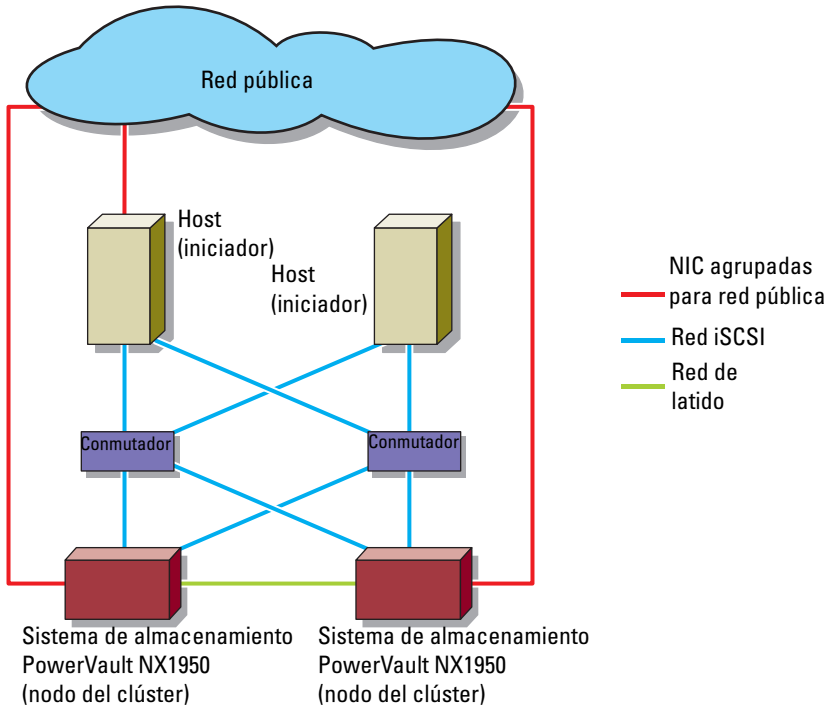 Red pública
Host
(iniciador)
Host
(iniciador)
NIC agrupadas
para red pública
Red iSCSI
Red de
latido
Conmutador
Conmutador
Sistema de almacenamiento
PowerVault NX1950
(nodo del clúster)
Sistema de almacenamiento
PowerVault NX1950
(nodo del clúster)